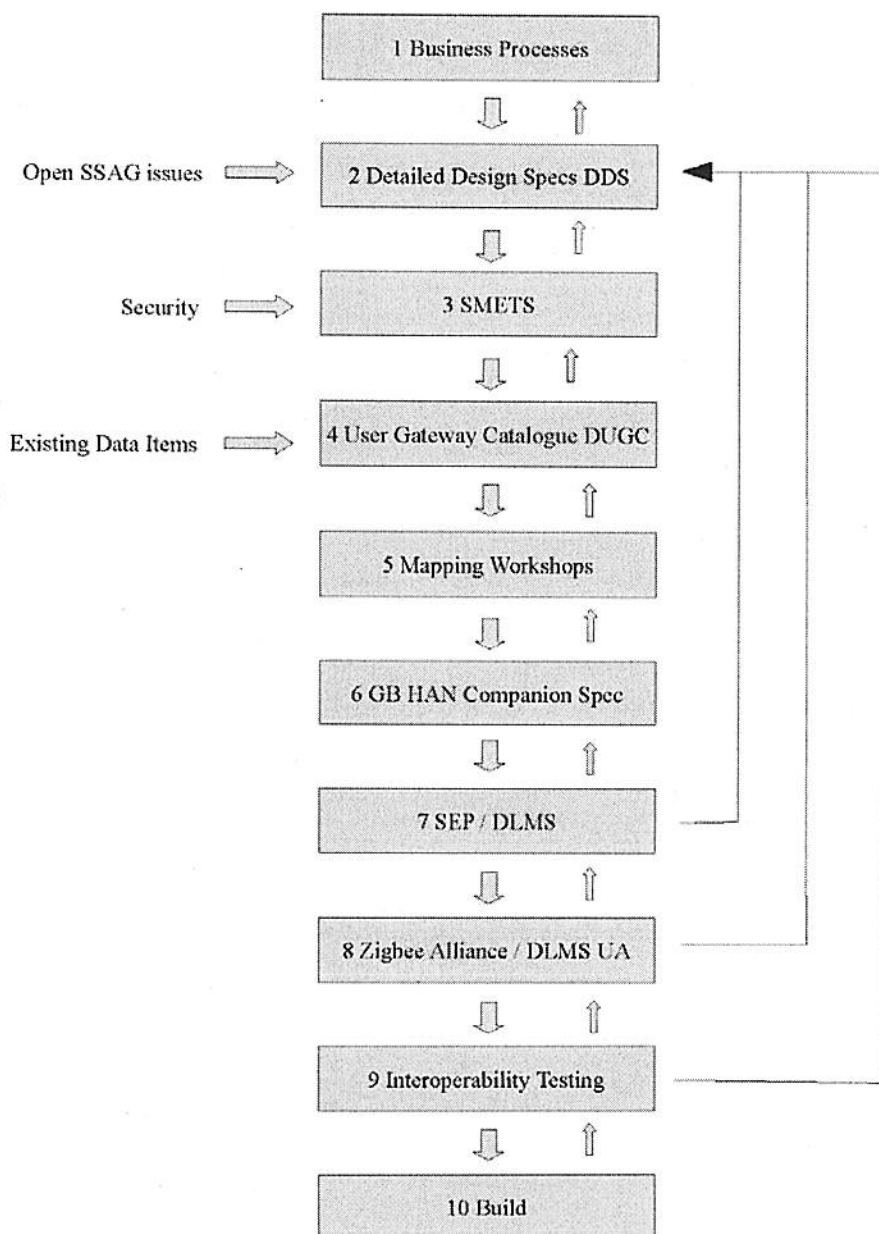 1 Business Processes
Open SSAG issues
2 Detailed Design Specs DDS
Security
3 SMETS
Existing Data Items
4 User Gateway Catalogue DUGC
5 Mapping Workshops
6 GB HAN Companion Spec
7 SEP / DLMS
8 Zigbee Alliance / DLMS UA
9 Interoperability Testing
10 Build